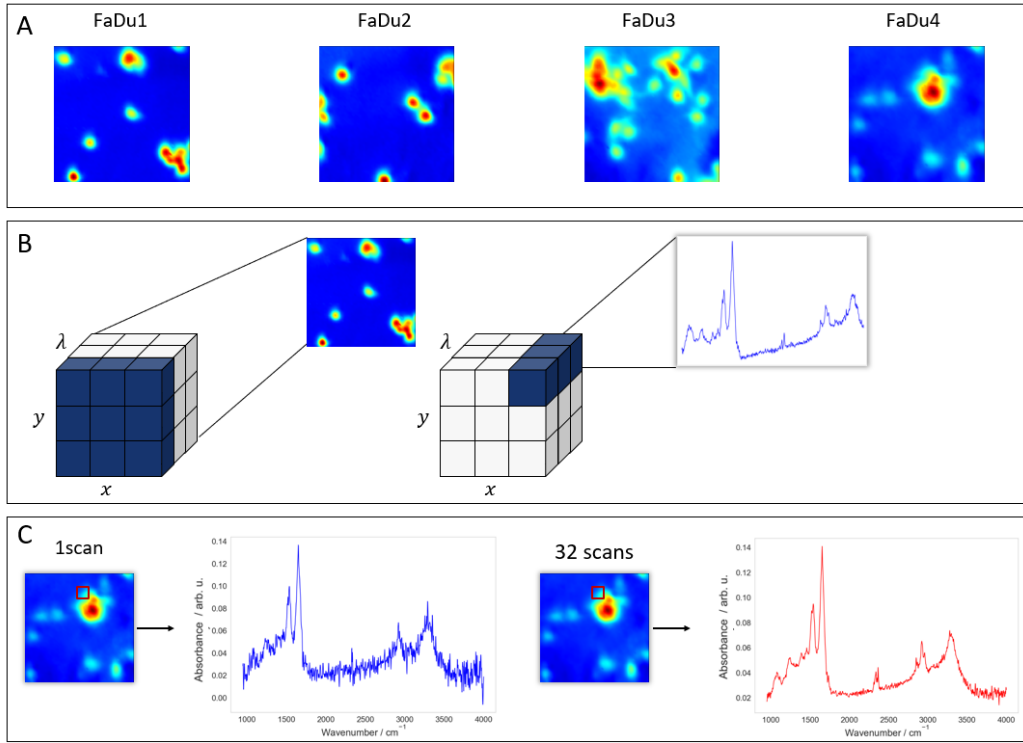 A
FaDu1 FaDu2 FaDu3 FaDu4
B
λ
y
x
λ
y
x
C
1scan
Absorbance / arb. u.
0.14
0.12
0.10
0.08
0.06
0.04
0.02
0.00
1000 1500 2000 2500 3000 3500 4000
Wavenumber / cm⁻¹
32 scans
Absorbance / arb. u.
0.14
0.12
0.10
0.08
0.06
0.04
0.02
1000 1500 2000 2500 3000 3500 4000
Wavenumber / cm⁻¹